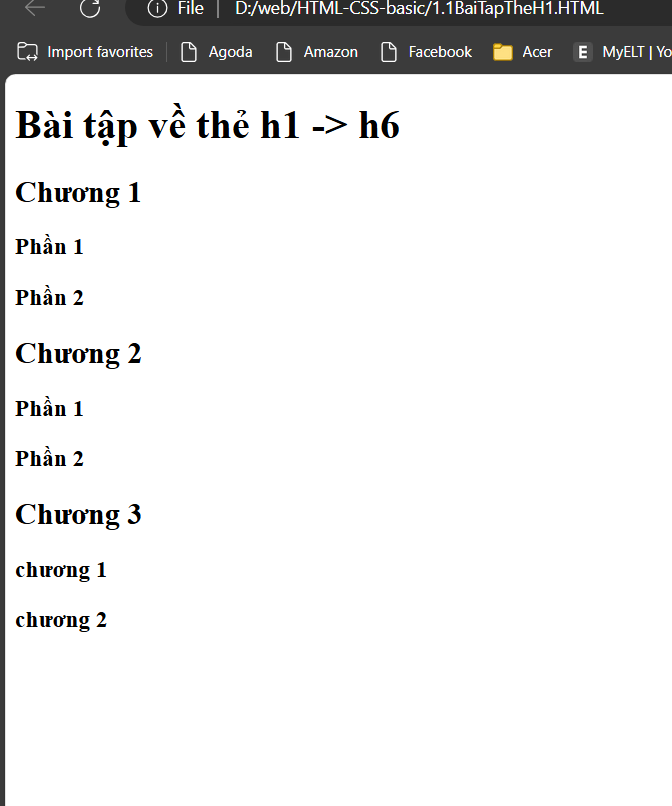 File D:/web/HTML-CSS-basic/1.1BaiTapTheH1.HTML
Import favorites Agoda Amazon Facebook Acer E MyELT | Yo
Bài tập về thẻ h1 -> h6
Chương 1
Phần 1
Phần 2
Chương 2
Phần 1
Phần 2
Chương 3
chương 1
chương 2